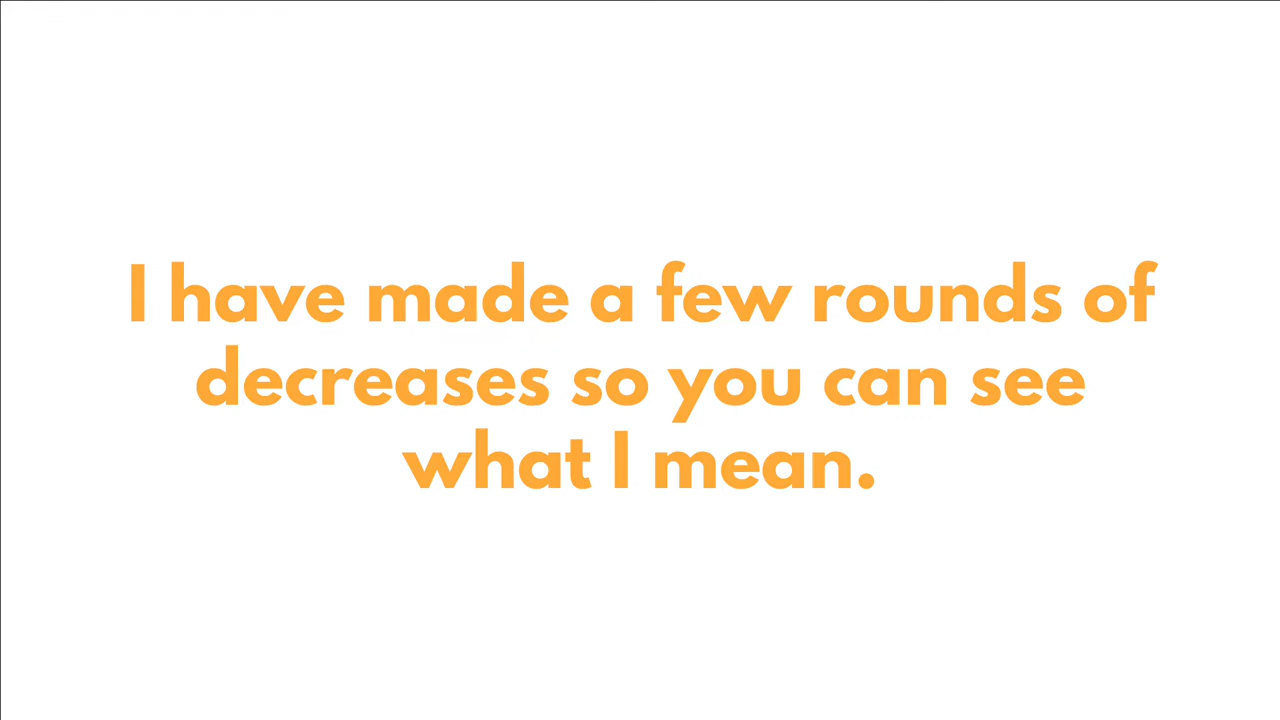 I have made a few rounds of
decreases so you can see
what I mean.